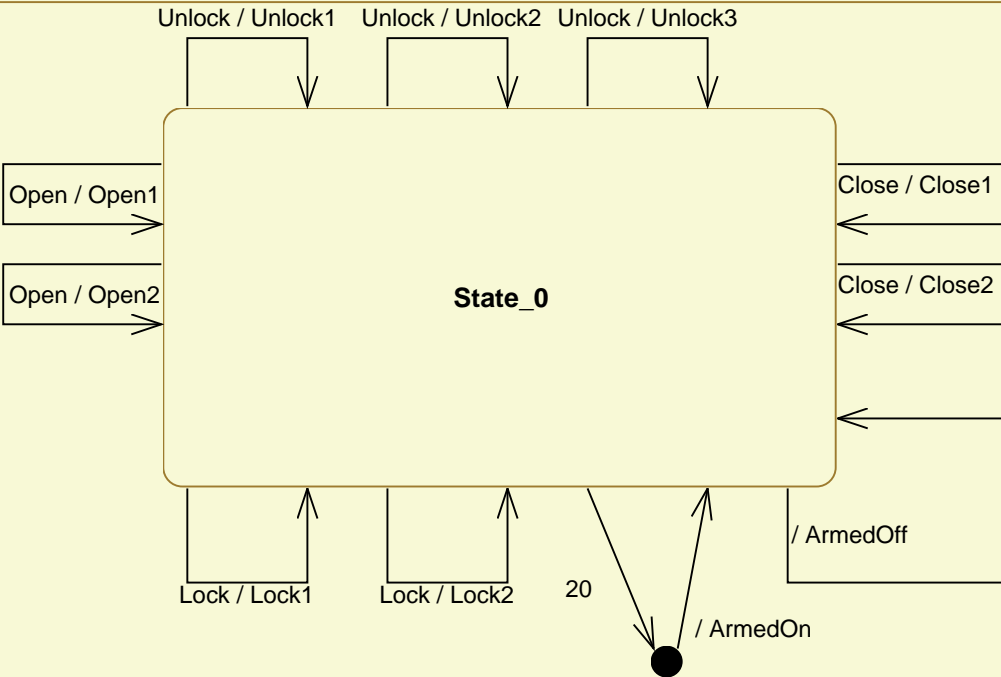 Unlock / Unlock1
Unlock / Unlock2
Unlock / Unlock3
Open / Open1
Close / Close1
Open / Open2
Close / Close2
State_0
/ ArmedOff
Lock / Lock1
Lock / Lock2
20
/ ArmedOn